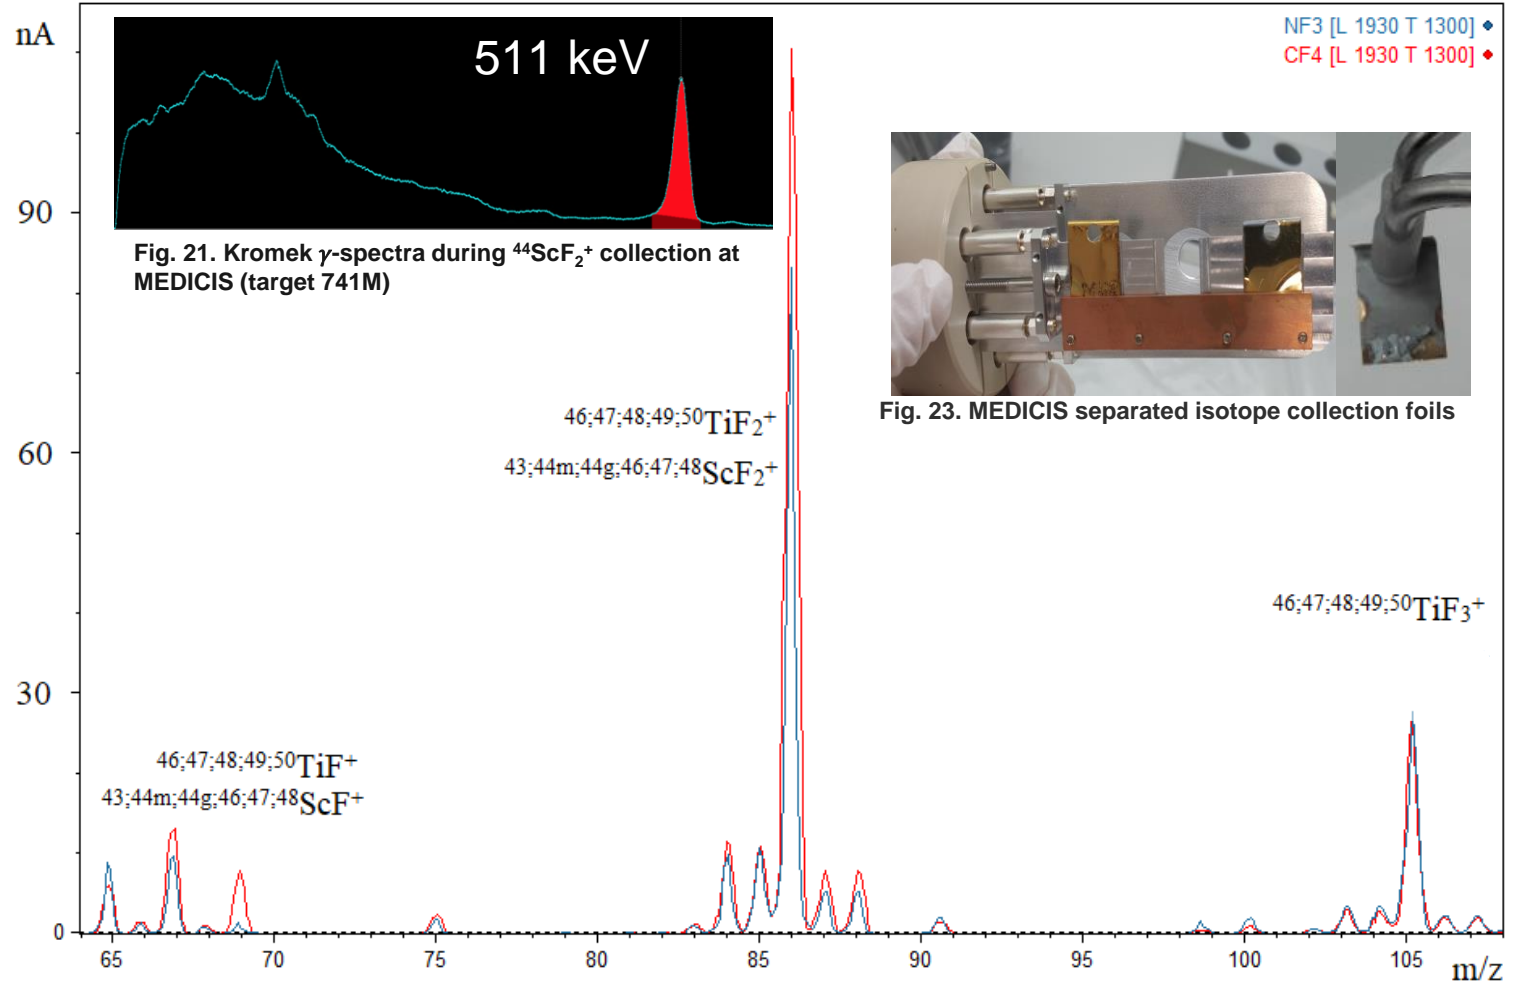 nA
NF3 [L 1930 T 1300]
CF4 [L 1930 T 1300]
511 keV
Fig. 21. Kromek γ-spectra during ⁴⁴ScF₂⁺ collection at
MEDICIS (target 741M)
Fig. 23. MEDICIS separated isotope collection foils
90
60
30
0
46;47;48;49;50TiF₂⁺
43;44m;44g;46;47;48ScF₂⁺
46;47;48;49;50TiF₃⁺
46;47;48;49;50TiF⁺
43;44m;44g;46;47;48ScF⁺
65 70 75 80 85 90 95 100 105
m/z